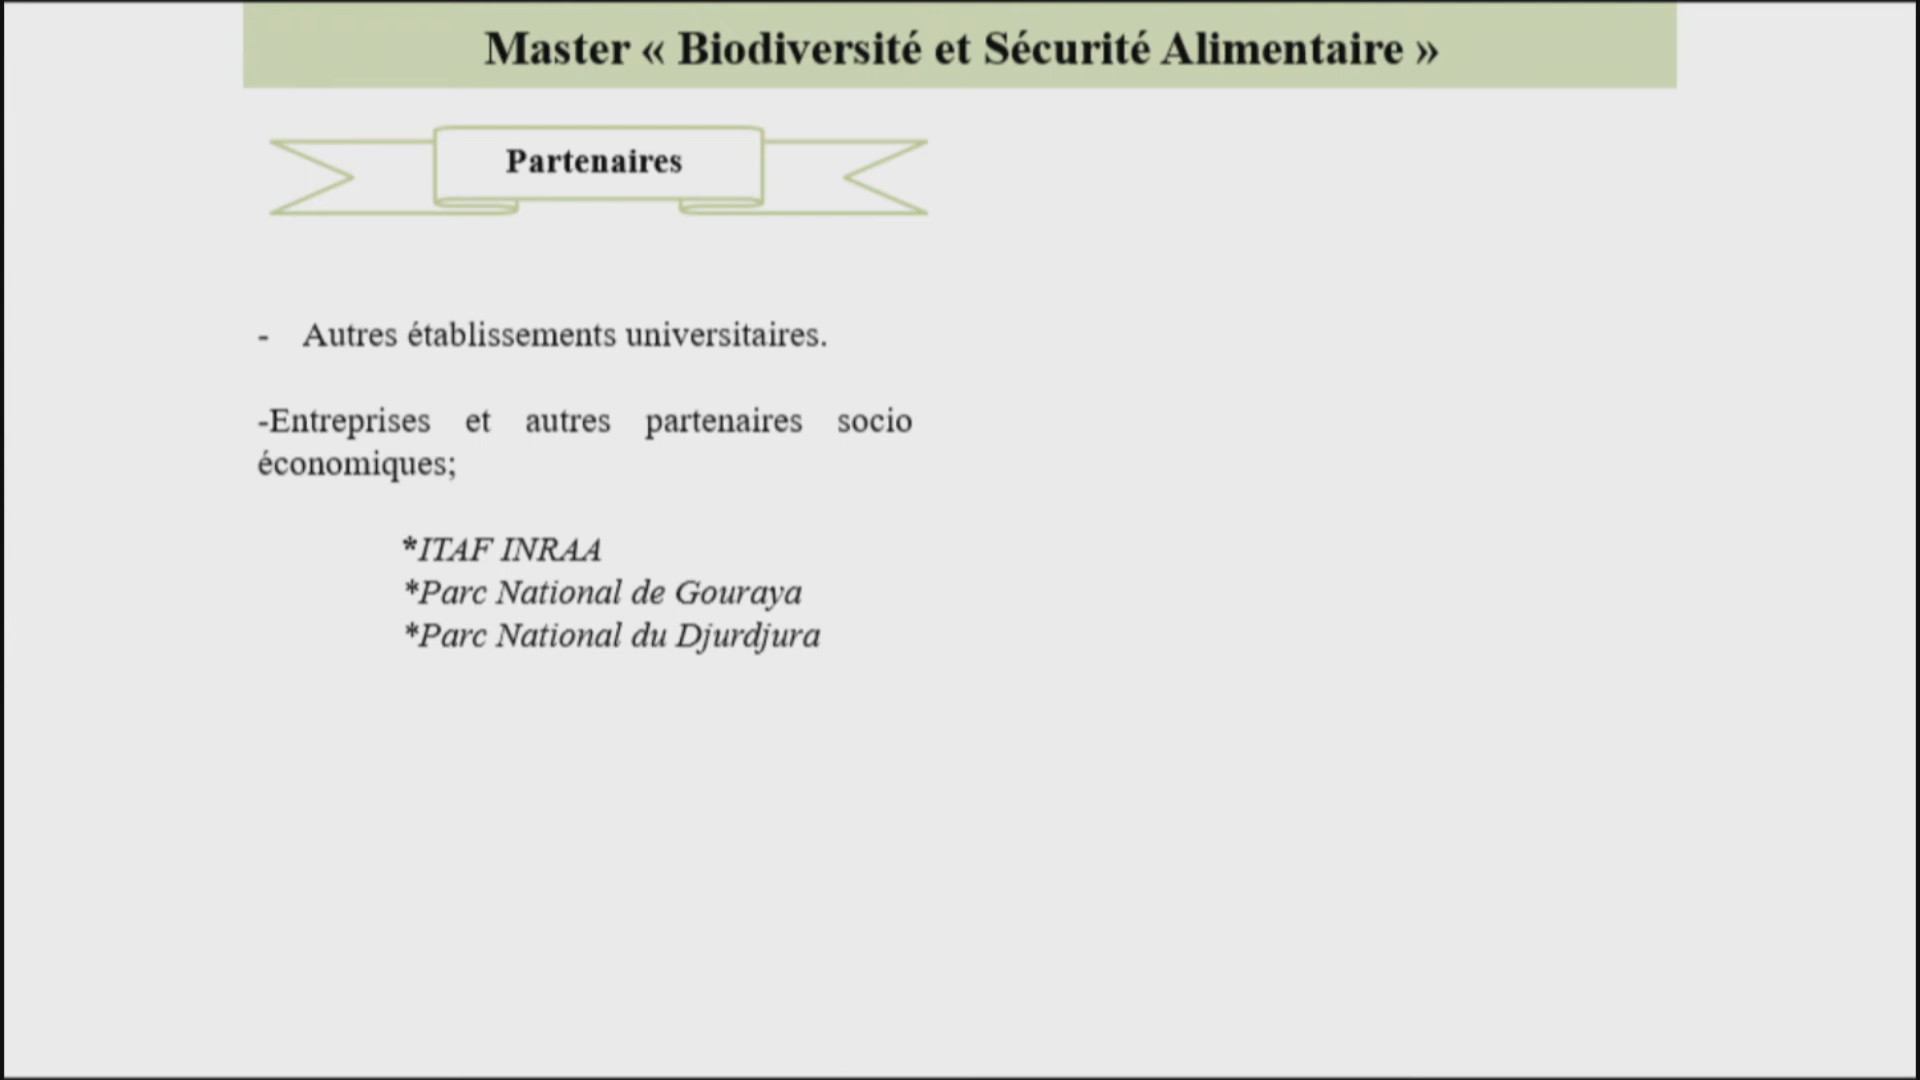 Master « Biodiversité et Sécurité Alimentaire »
Partenaires
- Autres établissements universitaires.
-Entreprises et autres partenaires socio
économiques;
*ITAF INRAA
*Parc National de Gouraya
*Parc National du Djurdjura